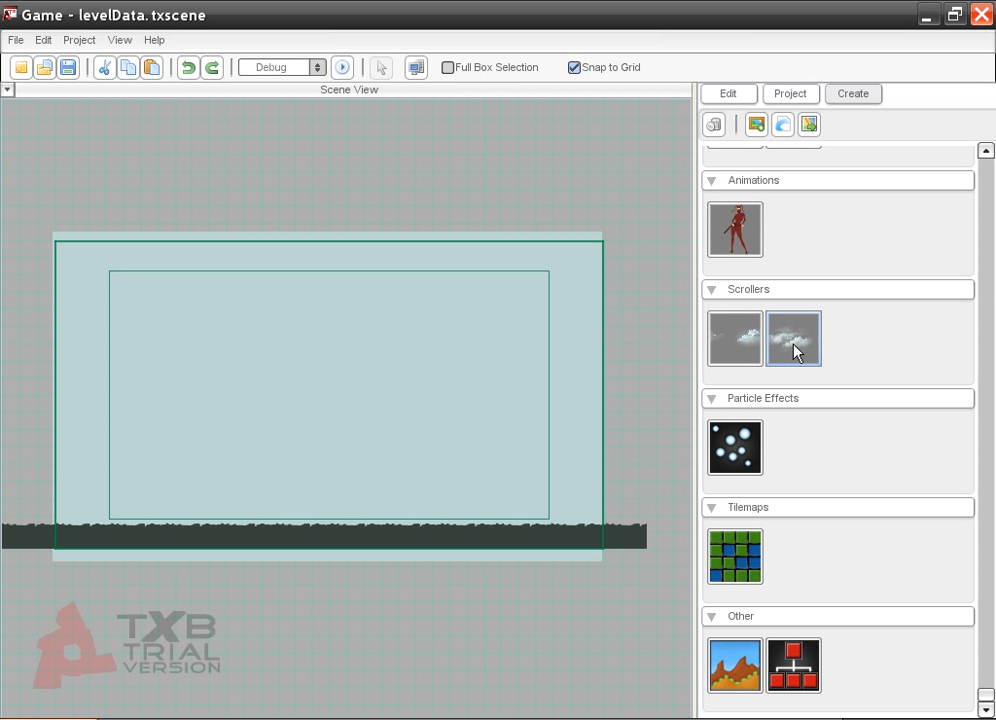 Game - levelData.txscene
File Edit Project View Help
Debug Full Box Selection Snap to Grid
Scene View
Edit Project Create
Animations
Scrollers
Particle Effects
Tilemaps
Other
TXB
TRIAL
VERSION